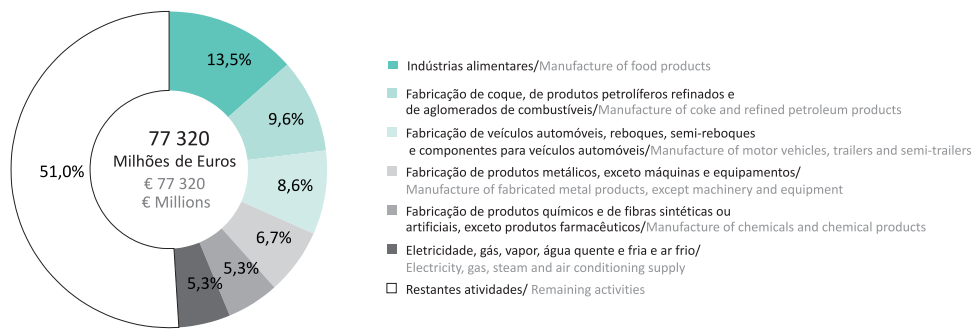 13,5%
9,6%
8,6%
6,7%
5,3%
5,3%
51,0%
77 320
Milhões de Euros
€ 77 320
€ Millions
Indústrias alimentares/Manufacture of food products
Fabricação de coque, de produtos petrolíferos refinados e
de aglomerados de combustíveis/Manufacture of coke and refined petroleum products
Fabricação de veículos automóveis, reboques, semi-reboques
e componentes para veículos automóveis/Manufacture of motor vehicles, trailers and semi-trailers
Fabricação de produtos metálicos, exceto máquinas e equipamentos/
Manufacture of fabricated metal products, except machinery and equipment
Fabricação de produtos químicos e de fibras sintéticas ou
artificiais, exceto produtos farmacêuticos/Manufacture of chemicals and chemical products
Eletricidade, gás, vapor, água quente e fria e ar frio/
Electricity, gas, steam and air conditioning supply
Restantes atividades/ Remaining activities